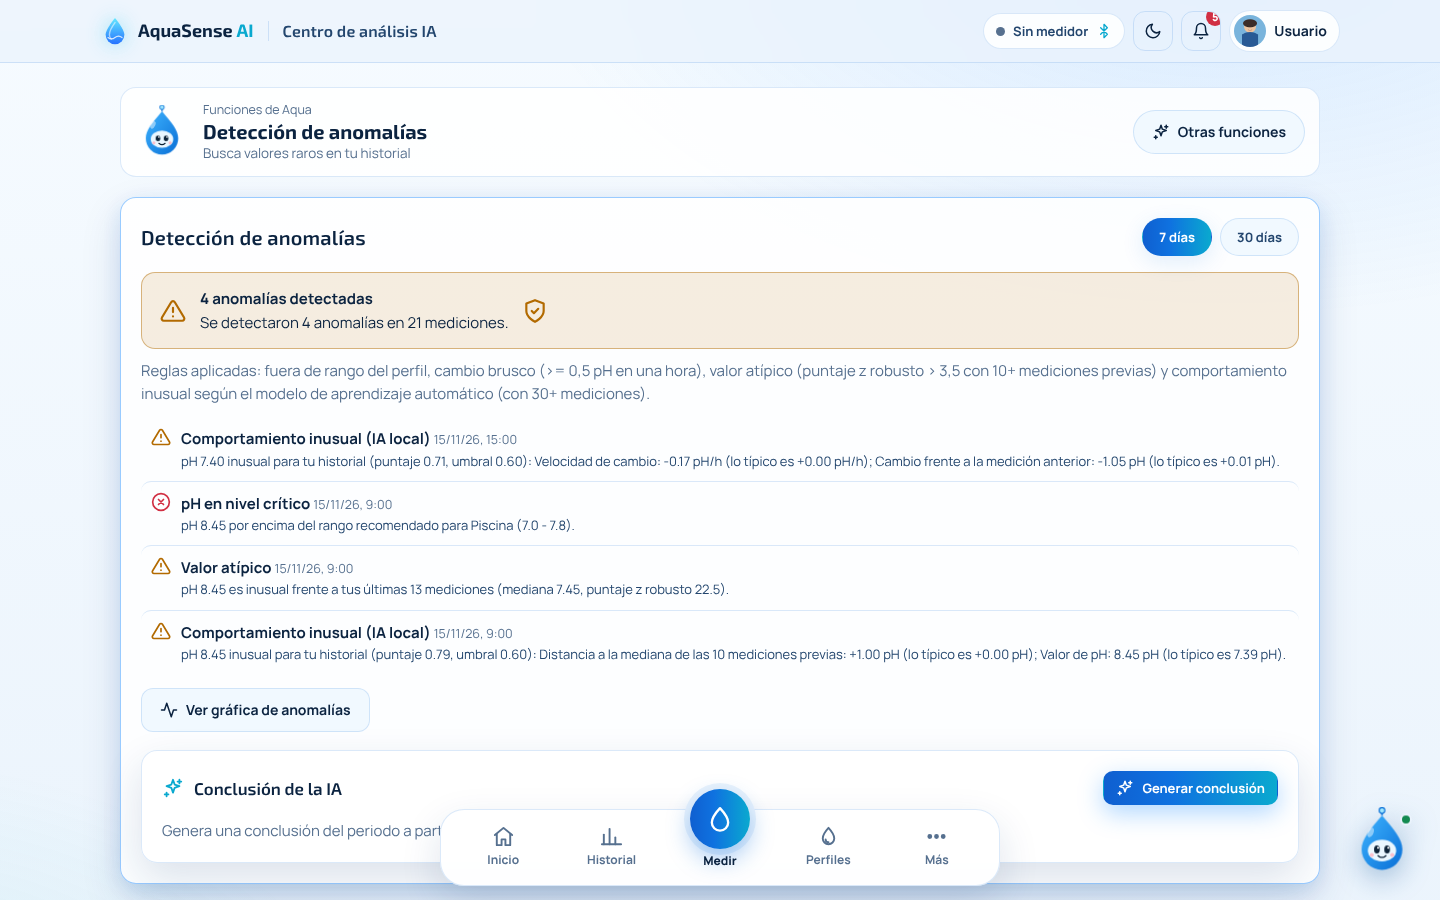 AquaSense AI
Centro de análisis IA
Sin medidor
5
Usuario
Funciones de Aqua
Detección de anomalías
Busca valores raros en tu historial
Otras funciones
Detección de anomalías
7 días
30 días
4 anomalías detectadas
Se detectaron 4 anomalías en 21 mediciones.
Reglas aplicadas: fuera de rango del perfil, cambio brusco (>= 0,5 pH en una hora), valor atípico (puntaje z robusto > 3,5 con 10+ mediciones previas) y comportamiento
inusual según el modelo de aprendizaje automático (con 30+ mediciones).
Comportamiento inusual (IA local) 15/11/26, 15:00
pH 7.40 inusual para tu historial (puntaje 0.71, umbral 0.60): Velocidad de cambio: -0.17 pH/h (lo típico es +0.00 pH/h); Cambio frente a la medición anterior: -1.05 pH (lo típico es +0.01 pH).
pH en nivel crítico 15/11/26, 9:00
pH 8.45 por encima del rango recomendado para Piscina (7.0 - 7.8).
Valor atípico 15/11/26, 9:00
pH 8.45 es inusual frente a tus últimas 13 mediciones (mediana 7.45, puntaje z robusto 22.5).
Comportamiento inusual (IA local) 15/11/26, 9:00
pH 8.45 inusual para tu historial (puntaje 0.79, umbral 0.60): Distancia a la mediana de las 10 mediciones previas: +1.00 pH (lo típico es +0.00 pH); Valor de pH: 8.45 pH (lo típico es 7.39 pH).
Ver gráfica de anomalías
Conclusión de la IA
Generar conclusión
Genera una conclusión del periodo a
Inicio
Historial
Medir
Perfiles
Más